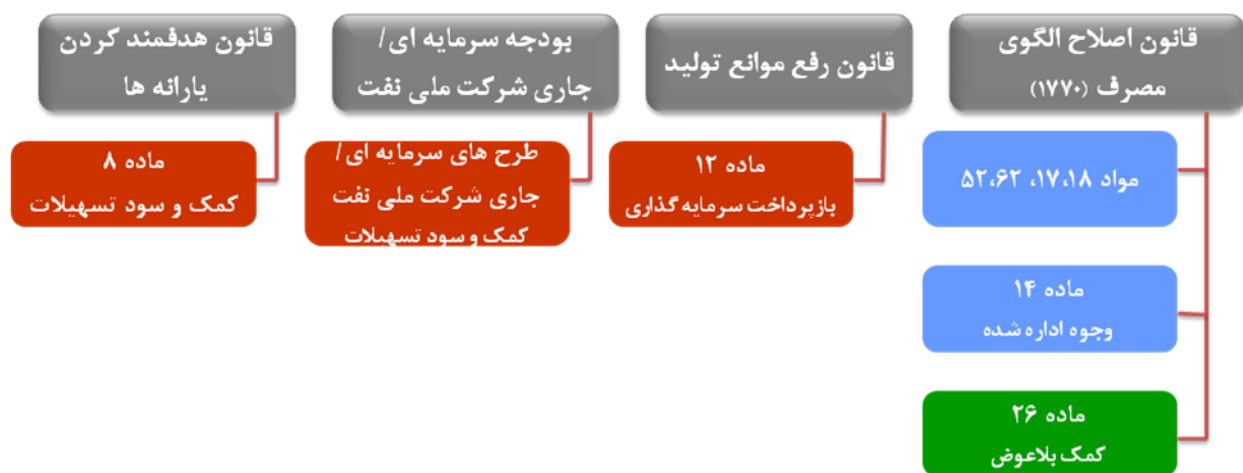 قانون اصلاح الگوی
مصرف (۱۷۷۰)
مواد ۱۷،۱۸، ۵۲،۶۲
ماده ۱۴
وجوه اداره شده
ماده ۲۶
کمک بلاعوض
قانون رفع موانع تولید
ماده ۱۲
بازپرداخت سرمایه گذاری
بودجه سرمایه ای/
جاری شرکت ملی نفت
طرح های سرمایه ای/
جاری شرکت ملی نفت
کمک و سود تسهیلات
قانون هدفمند کردن
یارانه ها
ماده ۸
کمک و سود تسهیلات